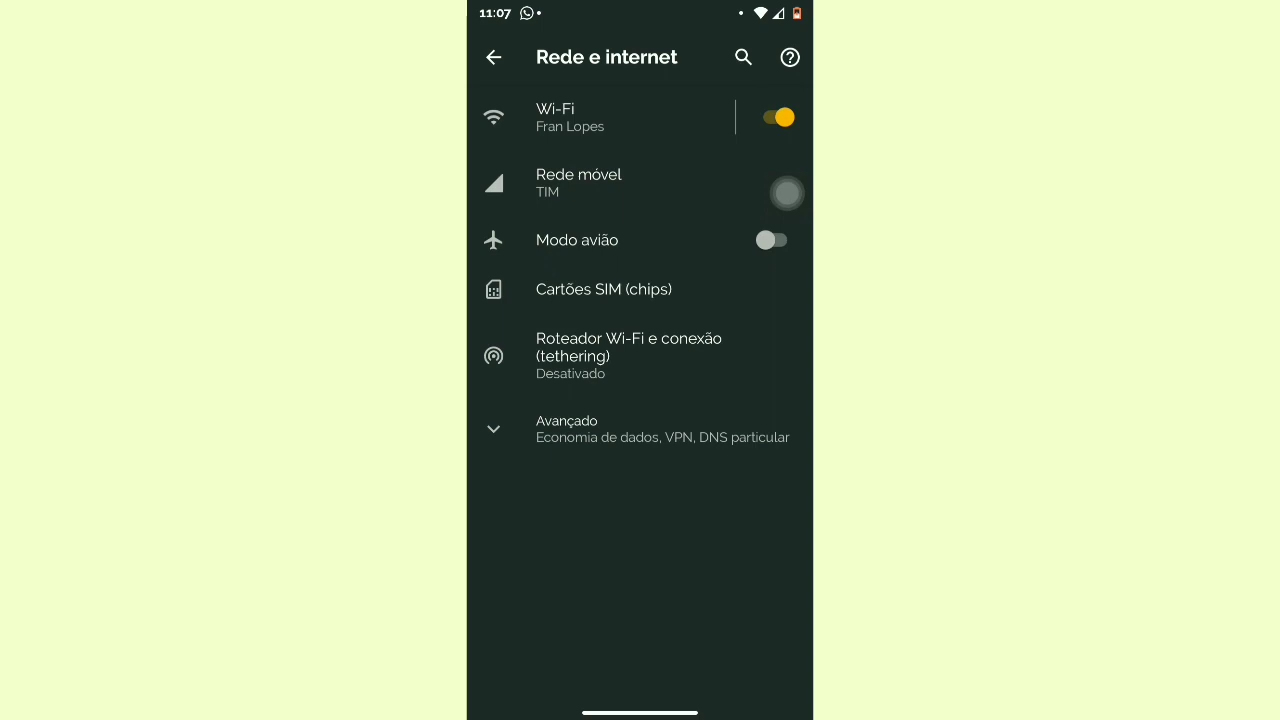 11:07
Rede e internet
Wi-Fi
Fran Lopes
Rede móvel
TIM
Modo avião
Cartões SIM (chips)
Roteador Wi-Fi e conexão
(tethering)
Desativado
Avançado
Economia de dados, VPN, DNS particular